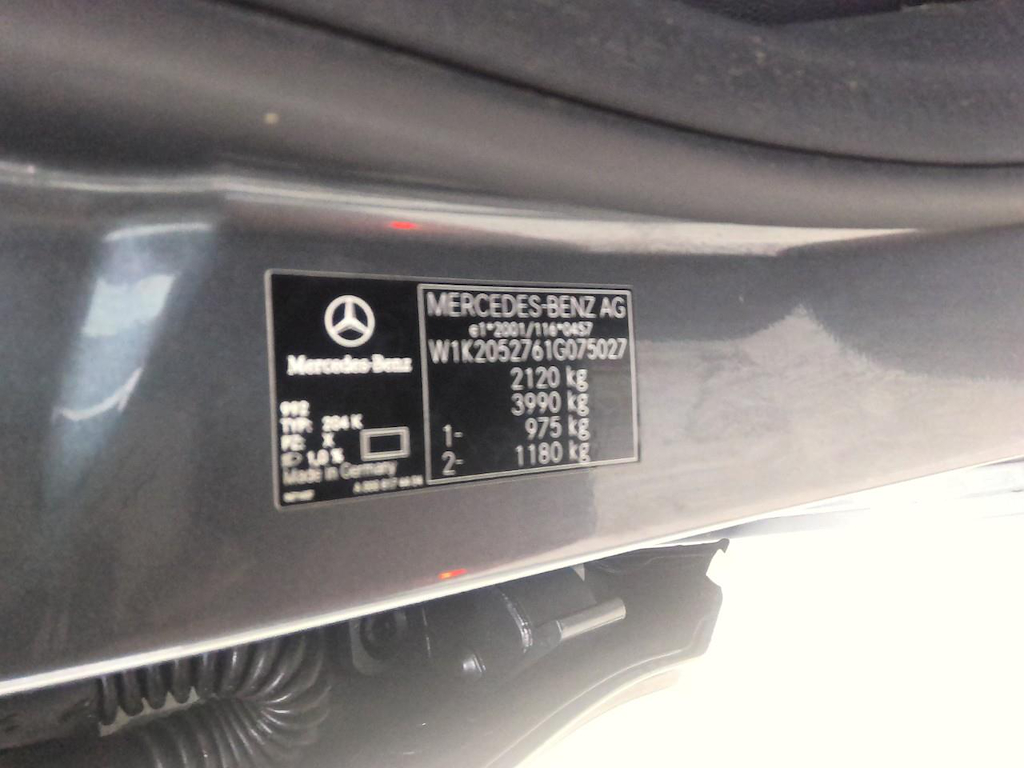 Mercedes-Benz
992
TYP: 204 K
PZ: X
1,0 %
Made in Germany
MERCEDES-BENZ AG
e1*2001/116*0457
W1K2052761G075027
2120 kg
3990 kg
1- 975 kg
2- 1180 kg